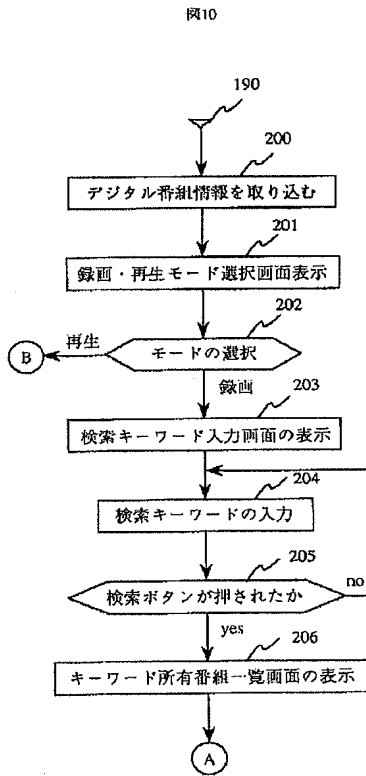 図10
190
200
デジタル番組情報を取り込む
201
録画・再生モード選択画面表示
202
再生
B
モードの選択
録画
203
検索キーワード入力画面の表示
204
検索キーワードの入力
205
検索ボタンが押されたか
no
yes
206
キーワード所有番組一覧画面の表示
A